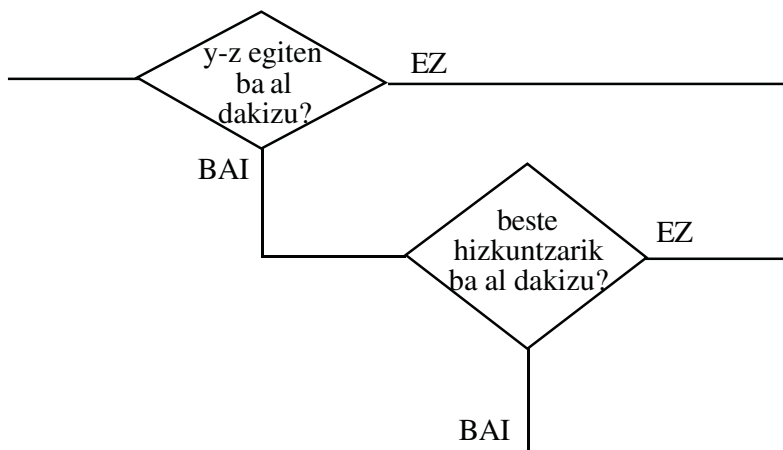 y-z egiten
ba al
dakizu?
EZ
BAI
beste
hizkuntzarik
ba al dakizu?
EZ
BAI